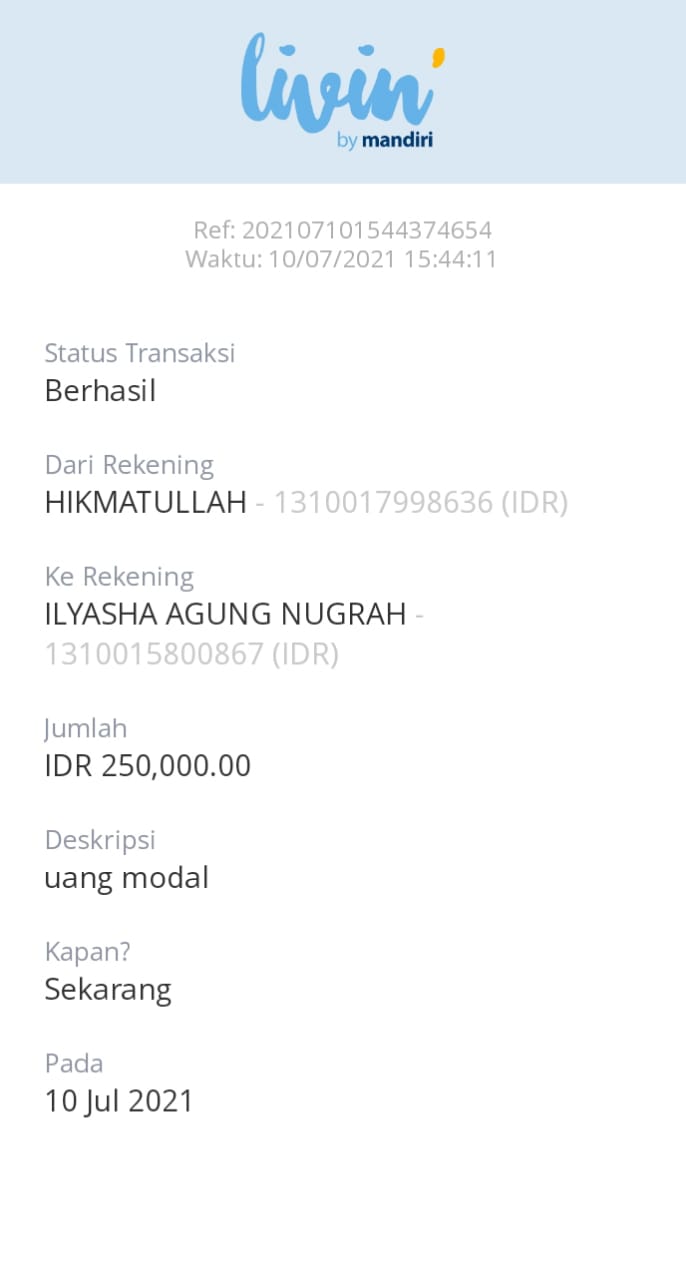 livin'
by mandiri
Ref: 202107101544374654
Waktu: 10/07/2021 15:44:11
Status Transaksi
Berhasil
Dari Rekening
HIKMATULLAH - 1310017998636 (IDR)
Ke Rekening
ILYASHA AGUNG NUGRAH -
1310015800867 (IDR)
Jumlah
IDR 250,000.00
Deskripsi
uang modal
Kapan?
Sekarang
Pada
10 Jul 2021